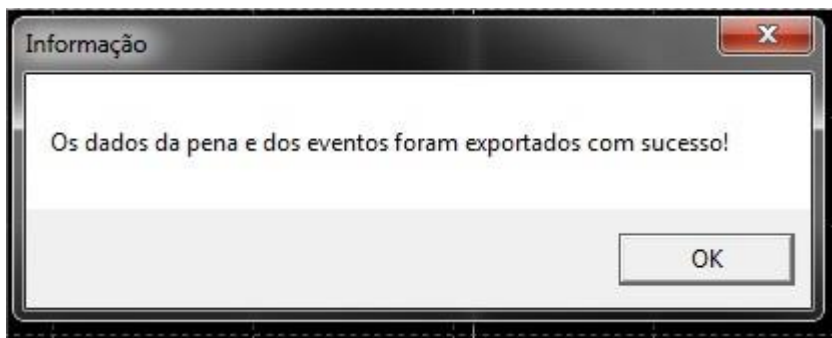 Informação
Os dados da pena e dos eventos foram exportados com sucesso!
OK